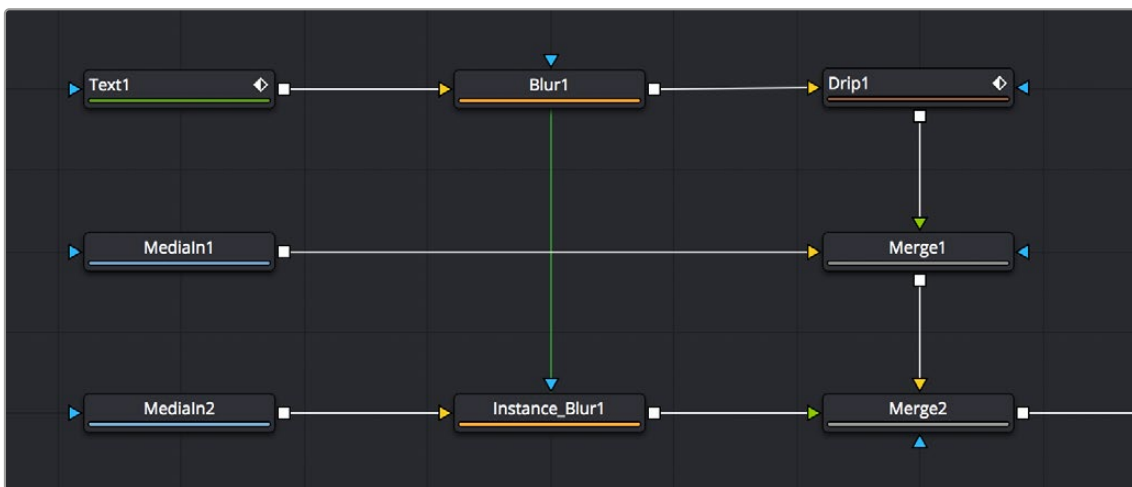 Text1
Blur1
Drip1
MediaIn1
Merge1
MediaIn2
Instance_Blur1
Merge2